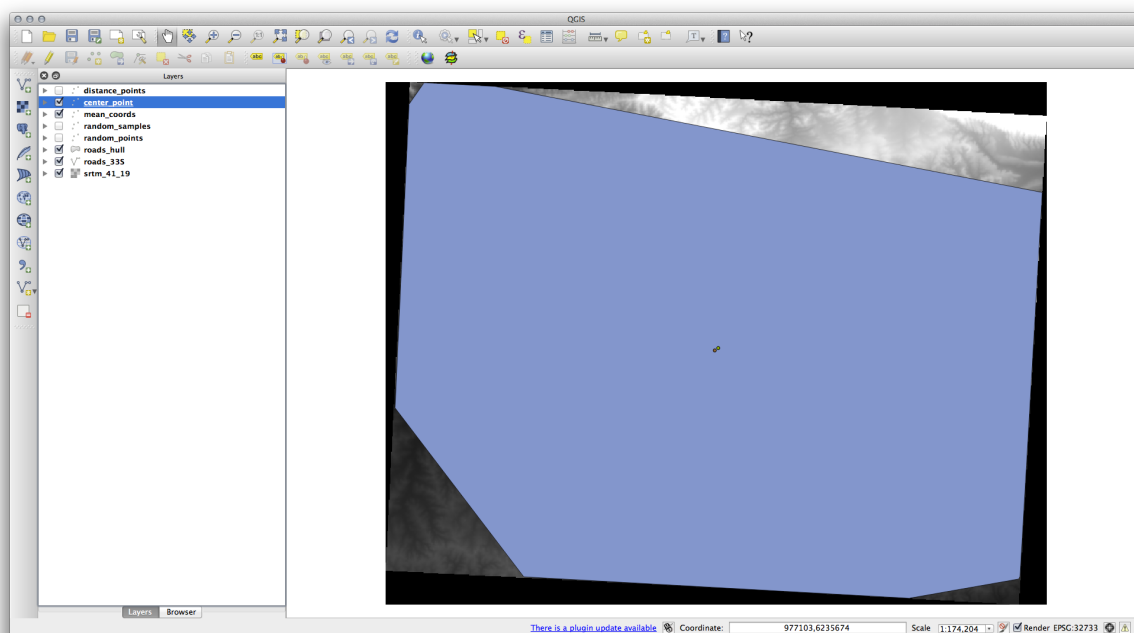 QGIS
Layers
distance_points
center_point
mean_coords
random_samples
random_points
roads_hull
roads_33S
srtm_41_19
Layers Browser
There is a plugin update available Coordinate: 977103,6235674 Scale 1:174,204 Render EPSG:32733